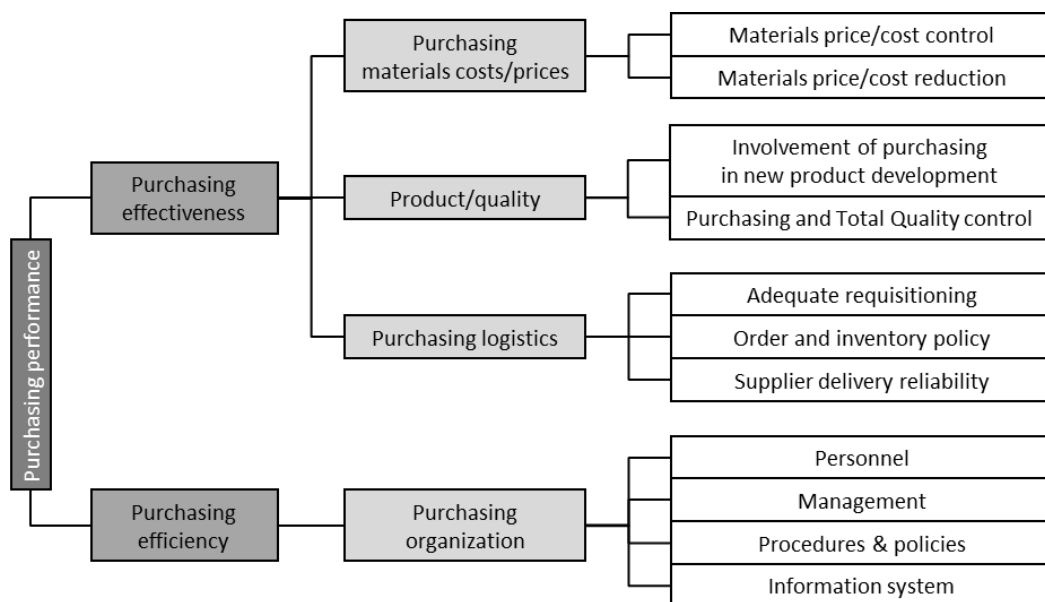 Purchasing performance
Purchasing
effectiveness
Purchasing
materials costs/prices
Materials price/cost control
Materials price/cost reduction
Product/quality
Involvement of purchasing
in new product development
Purchasing and Total Quality control
Purchasing logistics
Adequate requisitioning
Order and inventory policy
Supplier delivery reliability
Purchasing
efficiency
Purchasing
organization
Personnel
Management
Procedures & policies
Information system